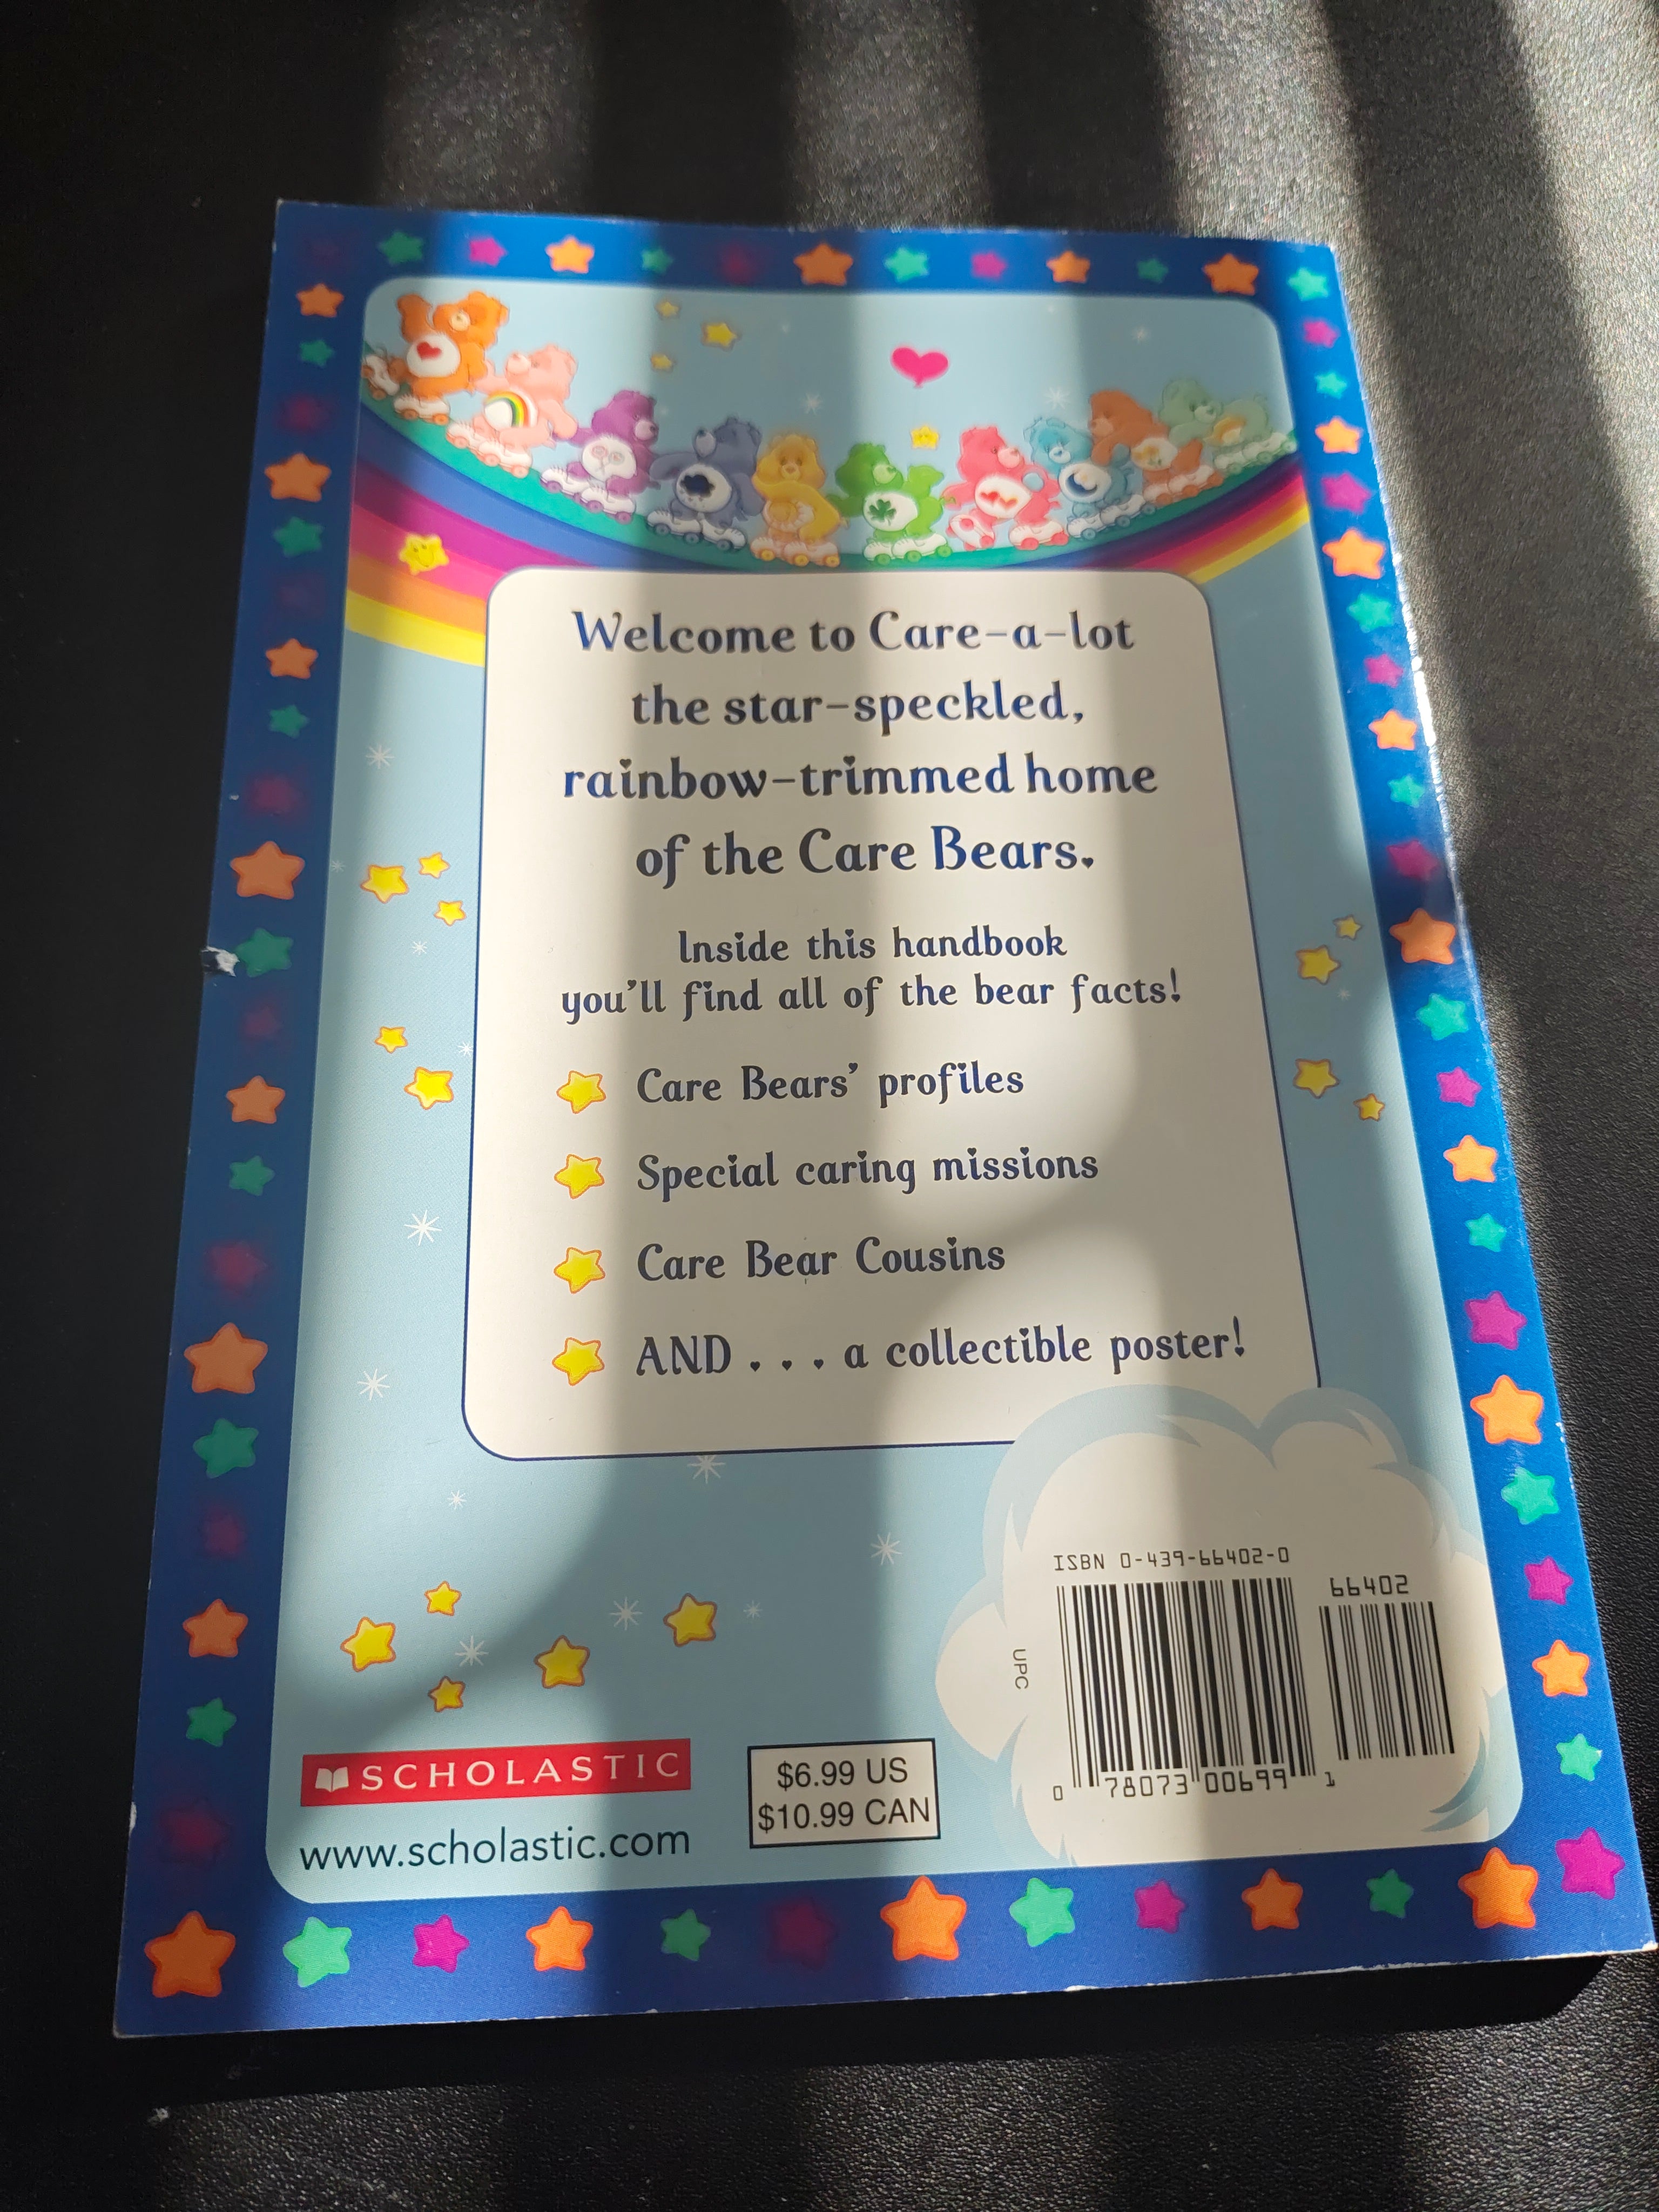 Welcome to Care-a-lot
the star-speckled,
rainbow-trimmed home
of the Care Bears.
Inside this handbook
you'll find all of the bear facts!
Care Bears' profiles
Special caring missions
Care Bear Cousins
AND . . . a collectible poster!
ISBN 0-439-66402-0
66402
UPC
0 78073 00699 1
SCHOLASTIC
www.scholastic.com
$6.99 US
$10.99 CAN